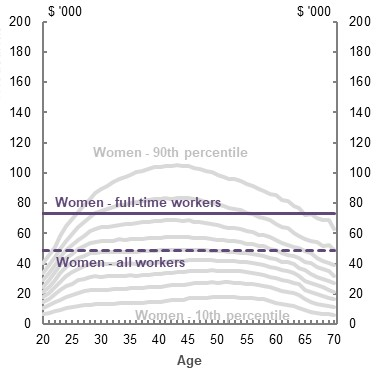 $ '000 $ '000
200 200
180 180
160 160
140 140
120 120
100 100
Women - 90th percentile
80 80
Women - full-time workers
60 60
Women - all workers
40 40
20 20
Women - 10th percentile
0 0
20 25 30 35 40 45 50 55 60 65 70
Age